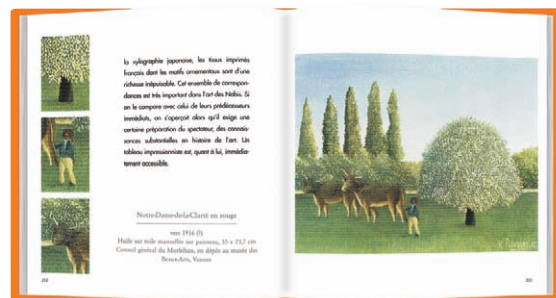 la xylographie japonaise, les tissus imprimés
français dont les motifs ornementaux sont d'une
richesse inépuisable. Cet ensemble de correspon-
dances est très important dans l'art des Nabis. Si
on le compare avec celui de leurs prédécesseurs
immédiats, on s'aperçoit alors qu'il exige une
certaine préparation du spectateur, des connais-
sances substantielles en histoire de l'art. Un
tableau impressionniste est, quant à lui, immédia-
tement accessible.
Notre-Dame-de-la-Clarté en rouge
vers 1916 (?)
Huile sur toile marouflée sur panneau, 35 x 23,7 cm
Conseil général du Morbihan, en dépôt au musée des
Beaux-Arts, Vannes